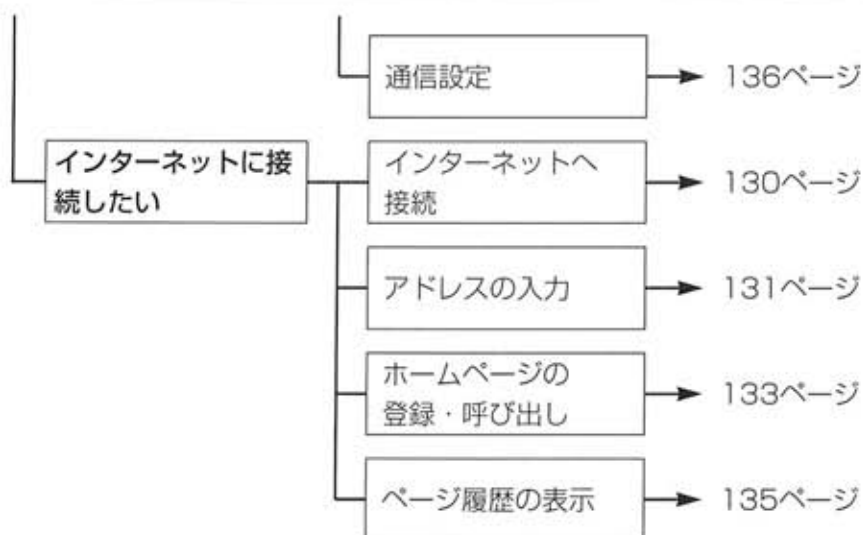 通信設定
136ページ
インターネットに接
続したい
インターネットへ
接続
130ページ
アドレスの入力
131ページ
ホームページの
登録・呼び出し
133ページ
ページ履歴の表示
135ページ